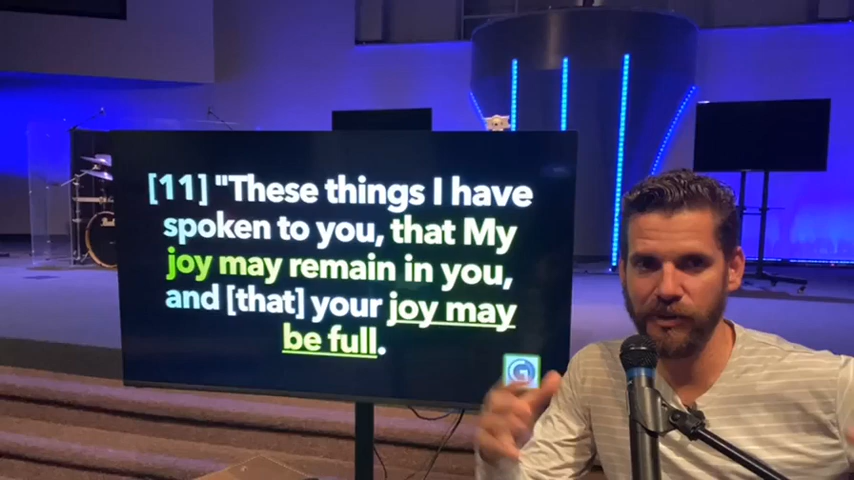 [11] "These things I have
spoken to you, that My
joy may remain in you,
and [that] your joy may
be full.
G